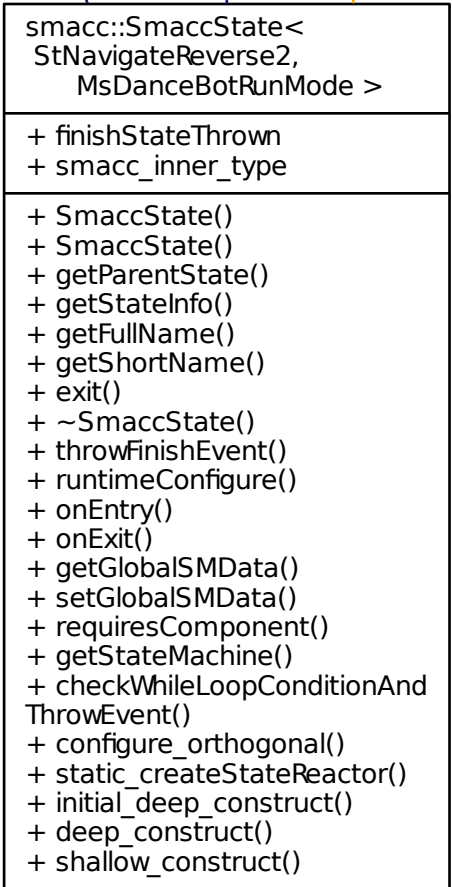 smacc::SmaccState<
StNavigateReverse2,
MsDanceBotRunMode >
+ finishStateThrown
+ smacc_inner_type
+ SmaccState()
+ SmaccState()
+ getParentState()
+ getStateInfo()
+ getFullName()
+ getShortName()
+ exit()
+ ~SmaccState()
+ throwFinishEvent()
+ runtimeConfigure()
+ onEntry()
+ onExit()
+ getGlobalSMData()
+ setGlobalSMData()
+ requiresComponent()
+ getStateMachine()
+ checkWhileLoopConditionAnd
ThrowEvent()
+ configure_orthogonal()
+ static_createStateReactor()
+ initial_deep_construct()
+ deep_construct()
+ shallow_construct()